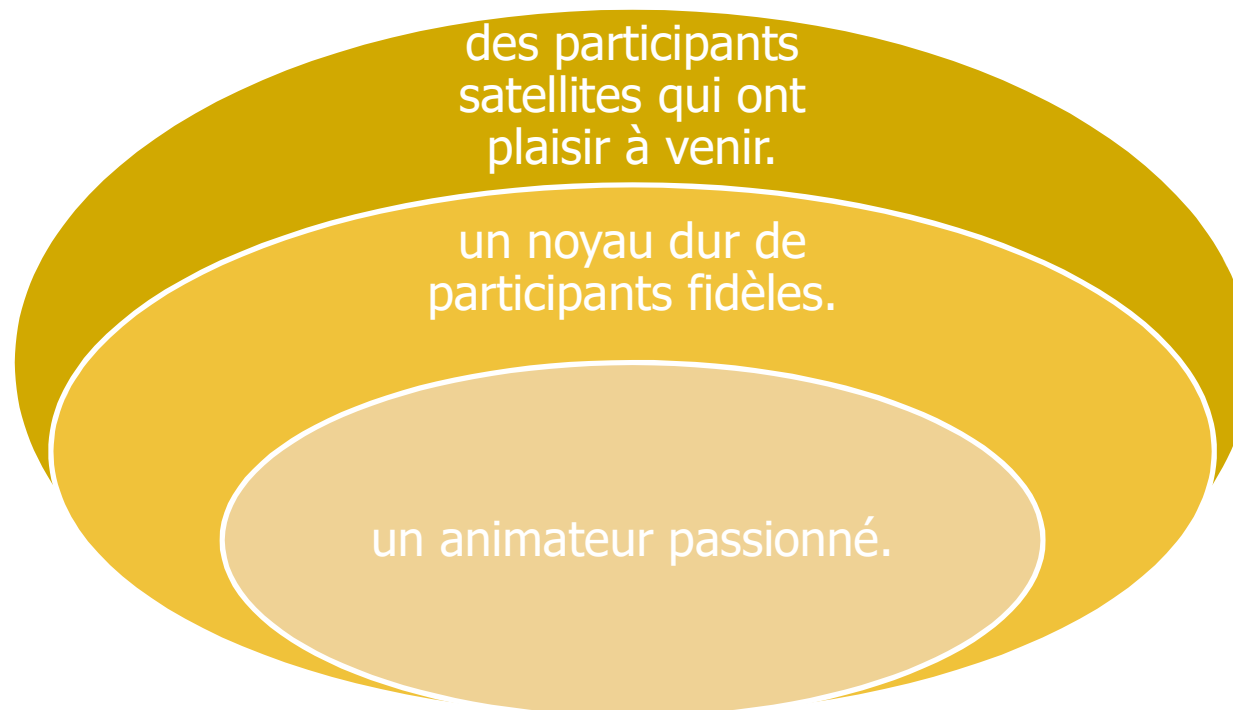 des participants
satellites qui ont
plaisir à venir.
un noyau dur de
participants fidèles.
un animateur passionné.